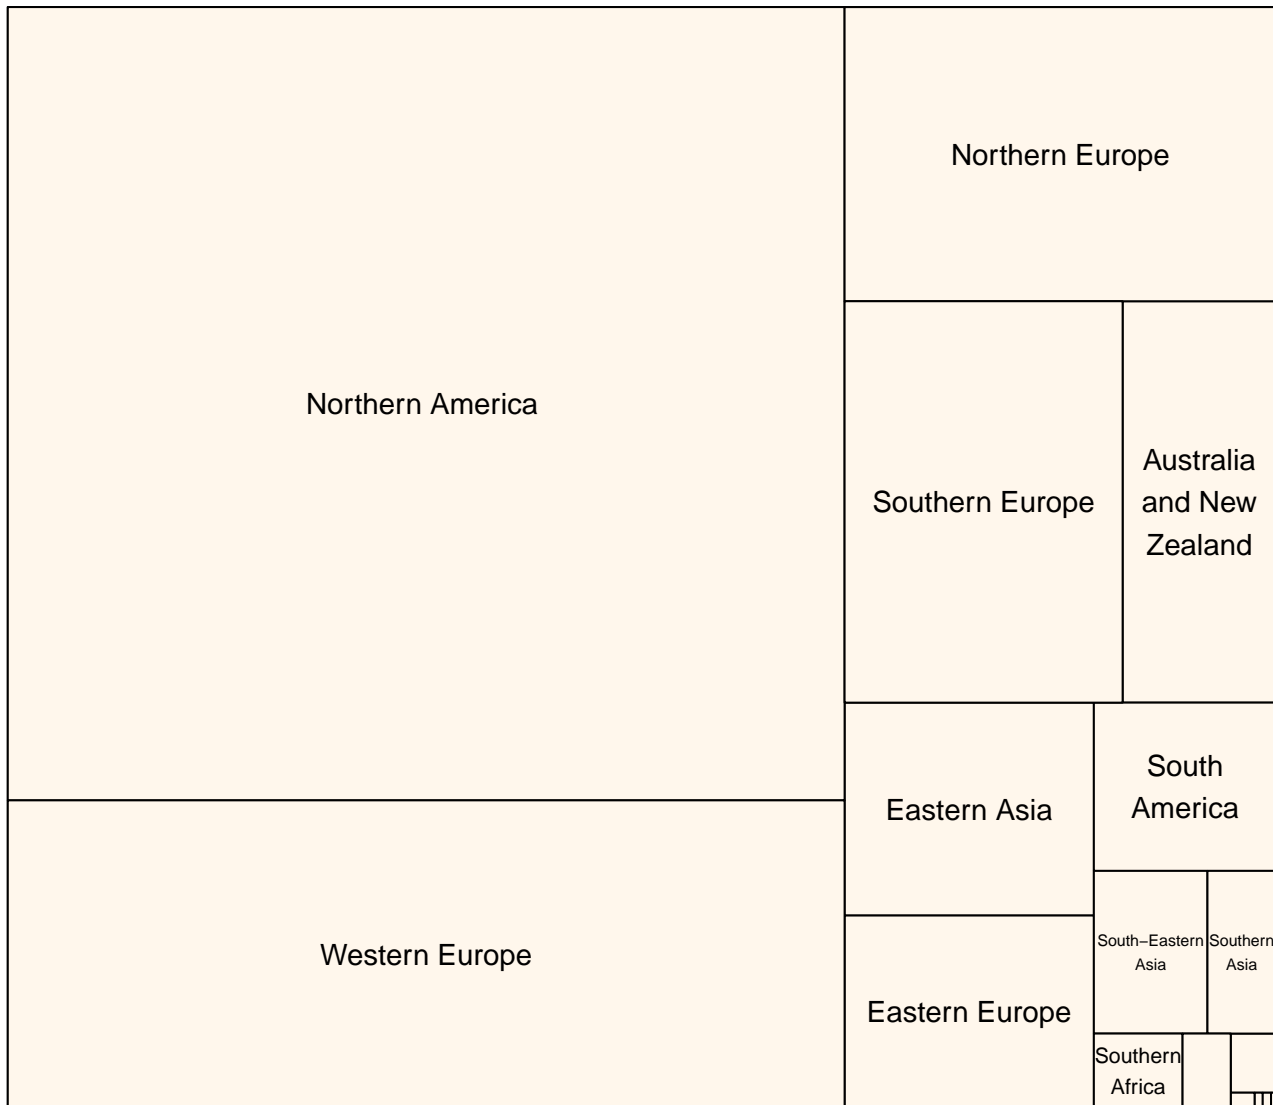 Northern Europe
Northern America
Southern Europe
Australia
and New
Zealand
Eastern Asia
South
America
Western Europe
South−Eastern
Asia
Southern
Asia
Eastern Europe
Southern
Africa